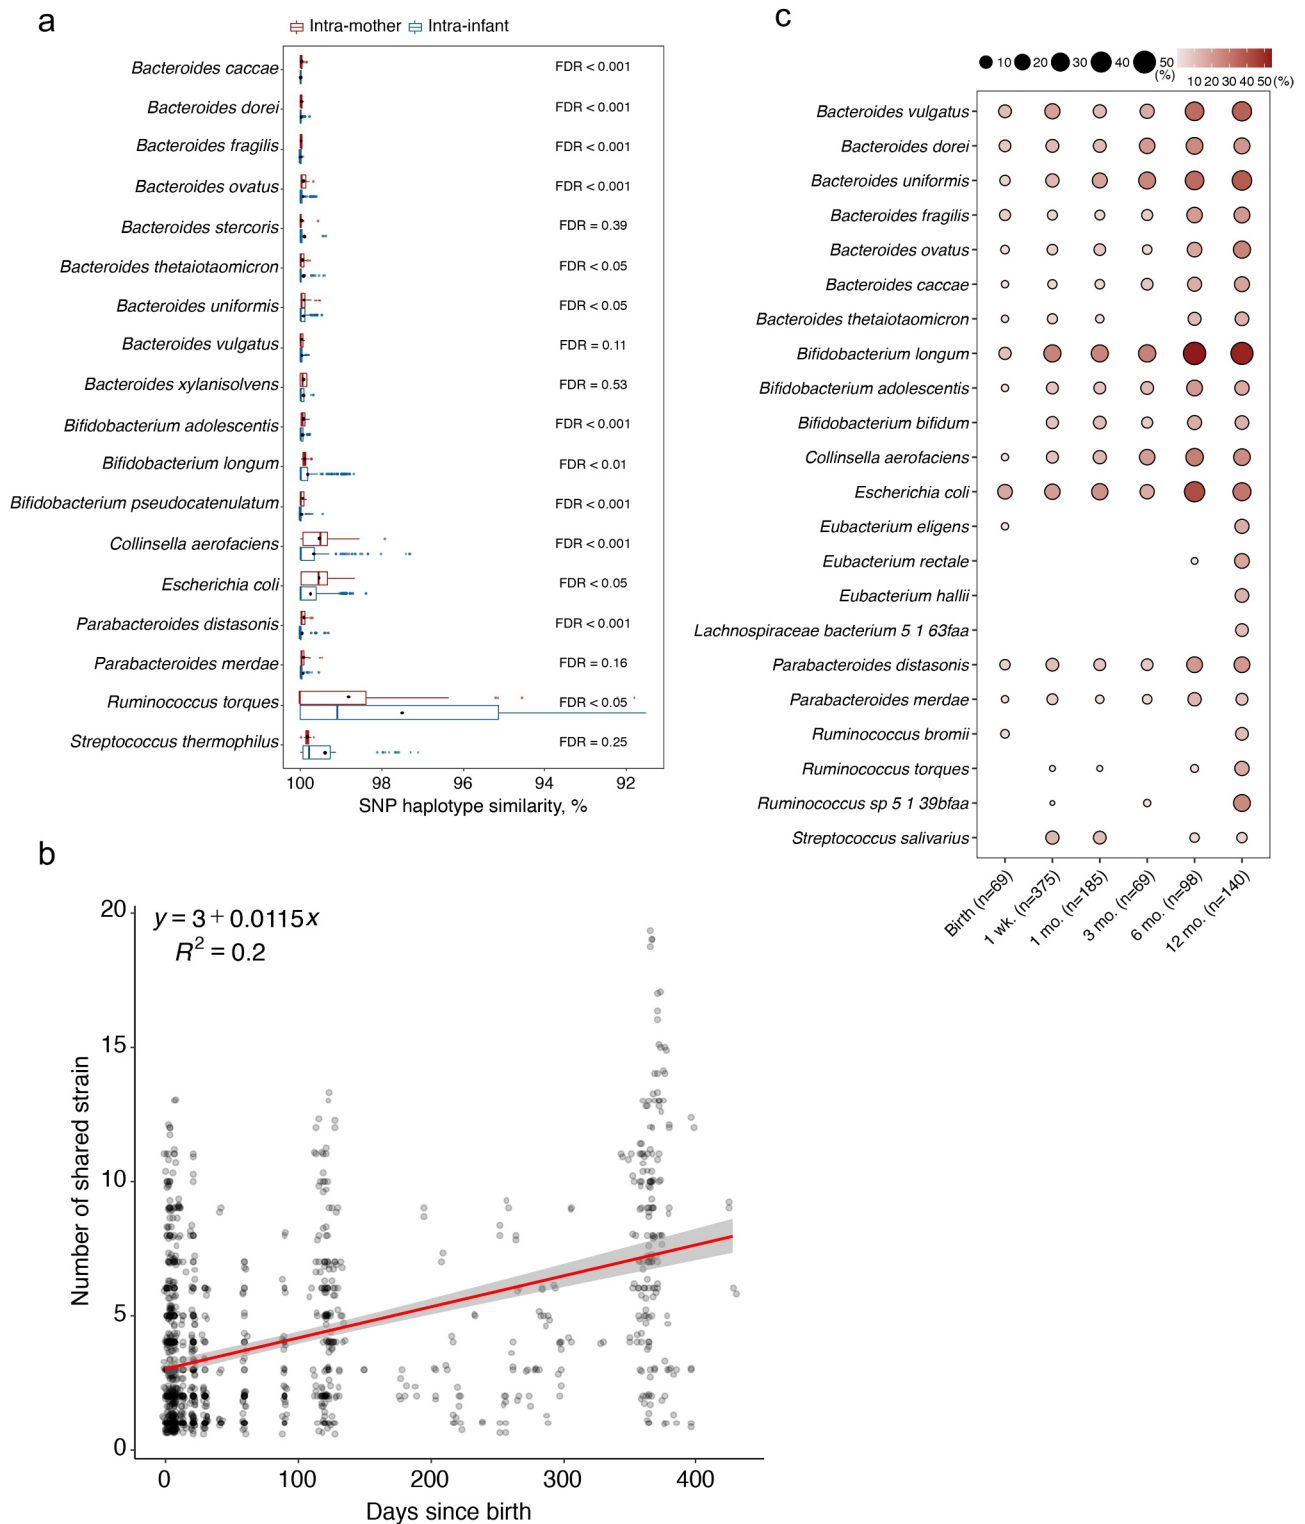 a
Intra-mother Intra-infant
Bacteroides caccae FDR < 0.001
Bacteroides dorei FDR < 0.001
Bacteroides fragilis FDR < 0.001
Bacteroides ovatus FDR < 0.001
Bacteroides stercoris FDR = 0.39
Bacteroides thetaiotaomicron FDR < 0.05
Bacteroides uniformis FDR < 0.05
Bacteroides vulgatus FDR = 0.11
Bacteroides xylanisolvens FDR = 0.53
Bifidobacterium adolescentis FDR < 0.001
Bifidobacterium longum FDR < 0.01
Bifidobacterium pseudocatenulatum FDR < 0.001
Collinsella aerofaciens FDR < 0.001
Escherichia coli FDR < 0.05
Parabacteroides distasonis FDR < 0.001
Parabacteroides merdae FDR = 0.16
Ruminococcus torques FDR < 0.05
Streptococcus thermophilus FDR = 0.25
100 98 96 94 92
SNP haplotype similarity, %
b
y = 3 + 0.0115x
R² = 0.2
Number of shared strain
20
15
10
5
0
0 100 200 300 400
Days since birth
c
10 20 30 40 50 (%)
10 20 30 40 50 (%)
Bacteroides vulgatus
Bacteroides dorei
Bacteroides uniformis
Bacteroides fragilis
Bacteroides ovatus
Bacteroides caccae
Bacteroides thetaiotaomicron
Bifidobacterium longum
Bifidobacterium adolescentis
Bifidobacterium bifidum
Collinsella aerofaciens
Escherichia coli
Eubacterium eligens
Eubacterium rectale
Eubacterium hallii
Lachnospiraceae bacterium 5 1 63faa
Parabacteroides distasonis
Parabacteroides merdae
Ruminococcus bromii
Ruminococcus torques
Ruminococcus sp 5 1 39bfaa
Streptococcus salivarius
Birth (n=69)
1 wk. (n=375)
1 mo. (n=185)
3 mo. (n=69)
6 mo. (n=98)
12 mo. (n=140)